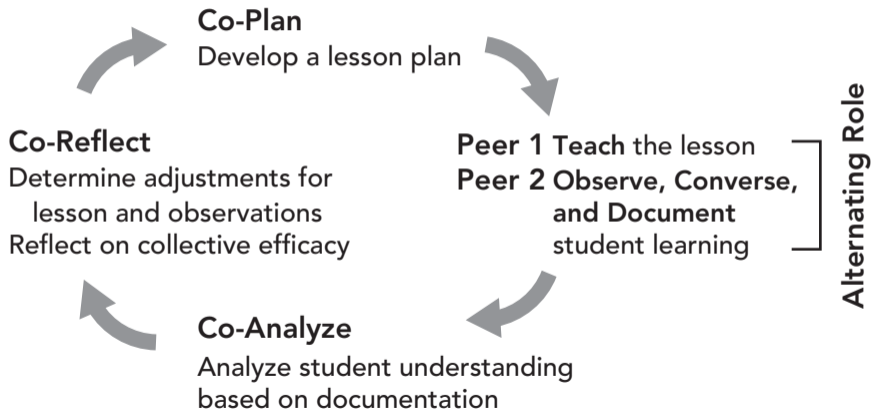 Co-Plan
Develop a lesson plan
Peer 1 Teach the lesson
Peer 2 Observe, Converse,
and Document
student learning
Alternating Role
Co-Analyze
Analyze student understanding
based on documentation
Co-Reflect
Determine adjustments for
lesson and observations
Reflect on collective efficacy